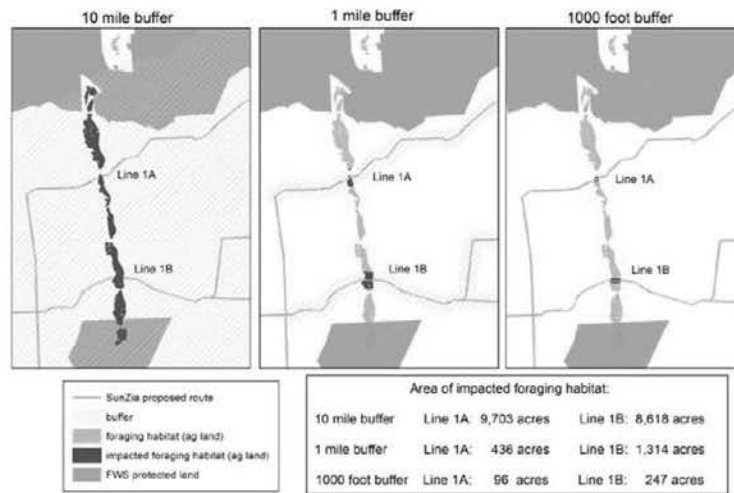 10 mile buffer
1 mile buffer
1000 foot buffer
Line 1A
Line 1B
Line 1A
Line 1B
Line 1A
Line 1B
SunZia proposed route
buffer
foraging habitat (ag land)
impacted foraging habitat (ag land)
FWS protected land
Area of impacted foraging habitat:
10 mile buffer Line 1A: 9,703 acres Line 1B: 8,618 acres
1 mile buffer Line 1A: 436 acres Line 1B: 1,314 acres
1000 foot buffer Line 1A: 96 acres Line 1B: 247 acres